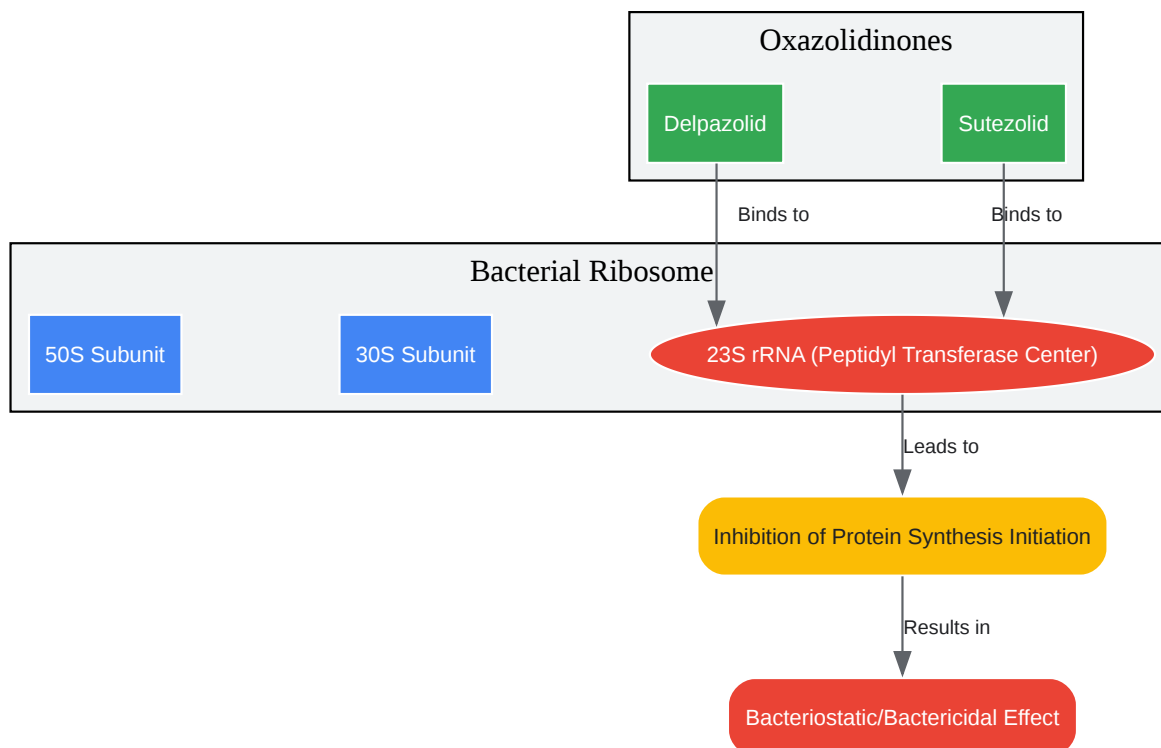 Oxazolidinones
Delpazolid
Sutezolid
Binds to
Binds to
Bacterial Ribosome
50S Subunit
30S Subunit
23S rRNA (Peptidyl Transferase Center)
Leads to
Inhibition of Protein Synthesis Initiation
Results in
Bacteriostatic/Bactericidal Effect